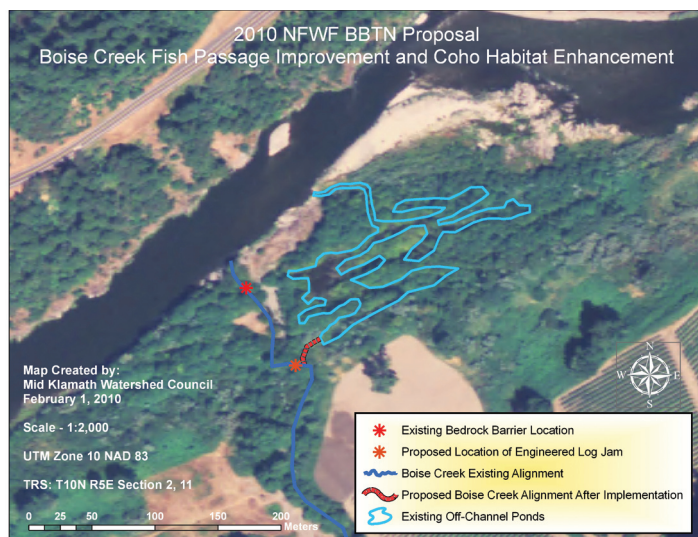 2010 NFWF BBTN Proposal
Boise Creek Fish Passage Improvement and Coho Habitat Enhancement
Map Created by:
Mid Klamath Watershed Council
February 1, 2010
Scale - 1:2,000
UTM Zone 10 NAD 83
TRS: T10N R5E Section 2, 11
0 25 50 100 150 200
Meters
N
W E
S
Existing Bedrock Barrier Location
Proposed Location of Engineered Log Jam
Boise Creek Existing Alignment
Proposed Boise Creek Alignment After Implementation
Existing Off-Channel Ponds